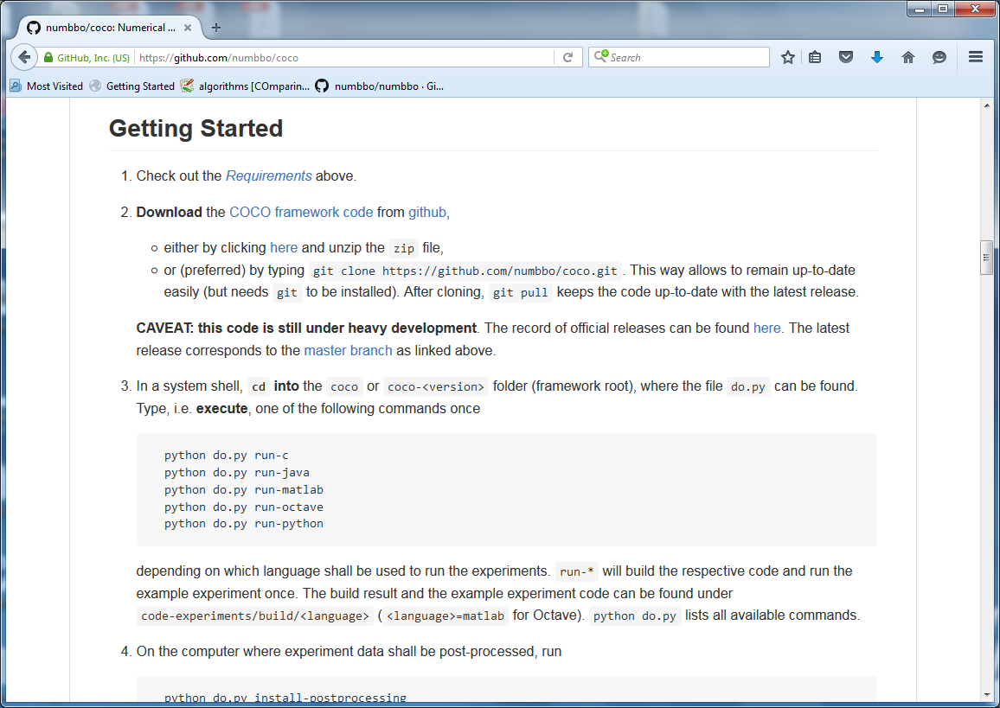 numbbo/coco: Numerical ...
GitHub, Inc. (US) https://github.com/numbbo/coco
Search
Most Visited Getting Started algorithms [COmparin... numbbo/numbbo · Gi...
Getting Started
1. Check out the Requirements above.
2. Download the COCO framework code from github,
either by clicking here and unzip the zip file,
or (preferred) by typing git clone https://github.com/numbbo/coco.git . This way allows to remain up-to-date
easily (but needs git to be installed). After cloning, git pull keeps the code up-to-date with the latest release.
CAVEAT: this code is still under heavy development. The record of official releases can be found here. The latest
release corresponds to the master branch as linked above.
3. In a system shell, cd into the coco or coco-<version> folder (framework root), where the file do.py can be found.
Type, i.e. execute, one of the following commands once
python do.py run-c
python do.py run-java
python do.py run-matlab
python do.py run-octave
python do.py run-python
depending on which language shall be used to run the experiments. run-* will build the respective code and run the
example experiment once. The build result and the example experiment code can be found under
code-experiments/build/<language> ( <language>=matlab for Octave). python do.py lists all available commands.
4. On the computer where experiment data shall be post-processed, run
python do.py install-postprocessing